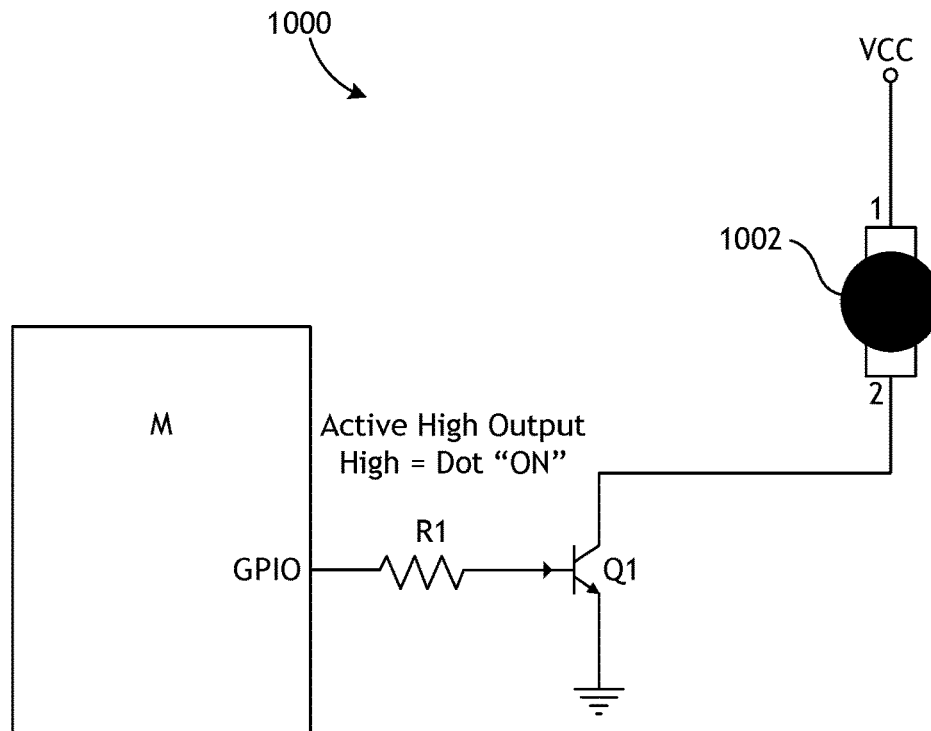 1000
VCC
1
1002
2
M
Active High Output
High = Dot “ON”
R1
GPIO
Q1